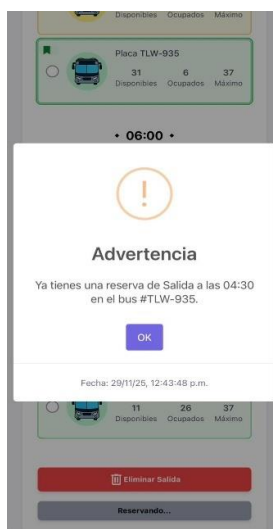 Disponibles Ocupados Máximo
Placa TLW-935
31 6 37
Disponibles Ocupados Máximo
• 06:00 •
!
Advertencia
Ya tienes una reserva de Salida a las 04:30
en el bus #TLW-935.
OK
Fecha: 29/11/25, 12:43:48 p.m.
11 26 37
Disponibles Ocupados Máximo
Eliminar Salida
Reservando...